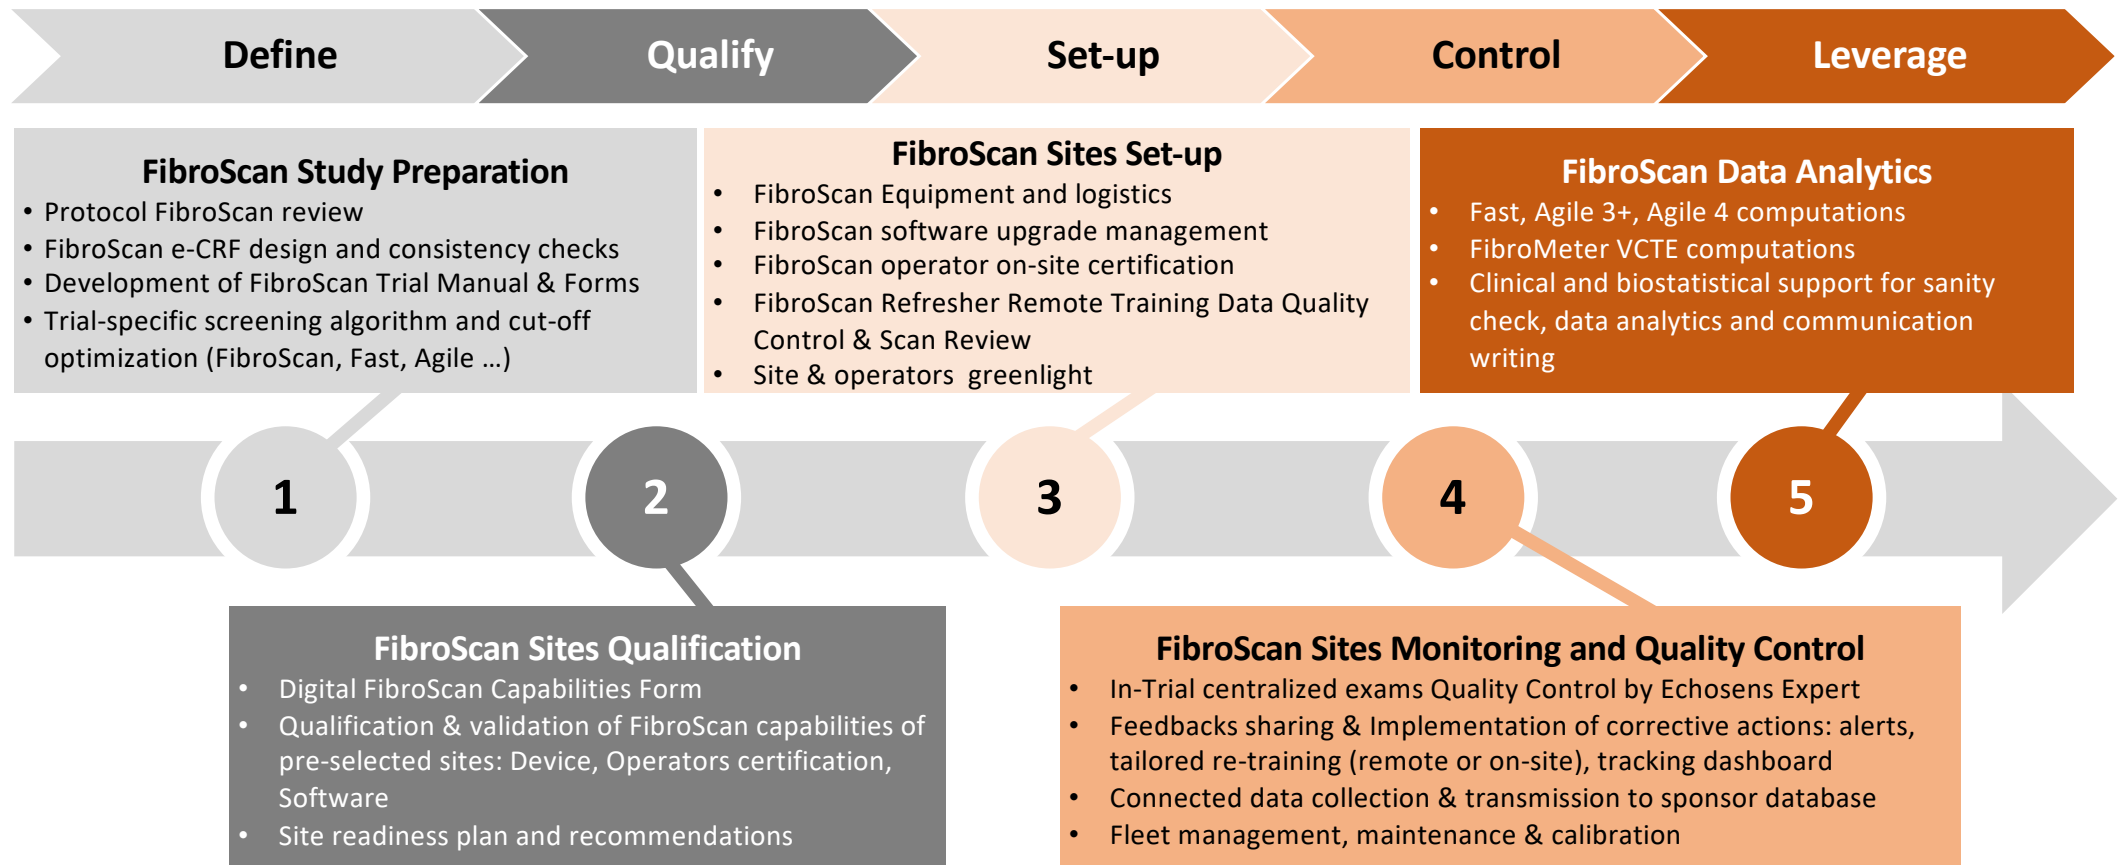 Define
Qualify
Set-up
Control
Leverage
FibroScan Study Preparation
• Protocol FibroScan review
• FibroScan e-CRF design and consistency checks
• Development of FibroScan Trial Manual & Forms
• Trial-specific screening algorithm and cut-off
optimization (FibroScan, Fast, Agile ...)
FibroScan Sites Set-up
• FibroScan Equipment and logistics
• FibroScan software upgrade management
• FibroScan operator on-site certification
• FibroScan Refresher Remote Training Data Quality
Control & Scan Review
• Site & operators  greenlight
FibroScan Data Analytics
• Fast, Agile 3+, Agile 4 computations
• FibroMeter VCTE computations
• Clinical and biostatistical support for sanity
check, data analytics and communication
writing
1
2
3
4
5
FibroScan Sites Qualification
• Digital FibroScan Capabilities Form
• Qualification & validation of FibroScan capabilities of
pre-selected sites: Device, Operators certification,
Software
• Site readiness plan and recommendations
FibroScan Sites Monitoring and Quality Control
• In-Trial centralized exams Quality Control by Echosens Expert
• Feedbacks sharing & Implementation of corrective actions: alerts,
tailored re-training (remote or on-site), tracking dashboard
• Connected data collection & transmission to sponsor database
• Fleet management, maintenance & calibration